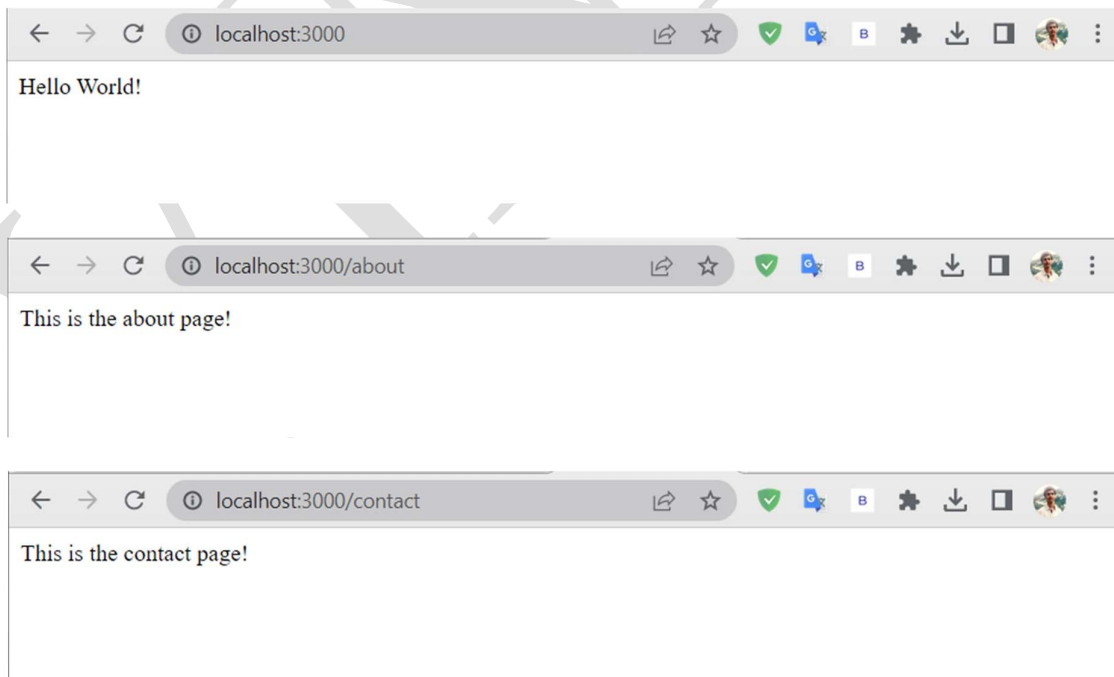 localhost:3000
B
Hello World!
localhost:3000/about
B
This is the about page!
localhost:3000/contact
B
This is the contact page!